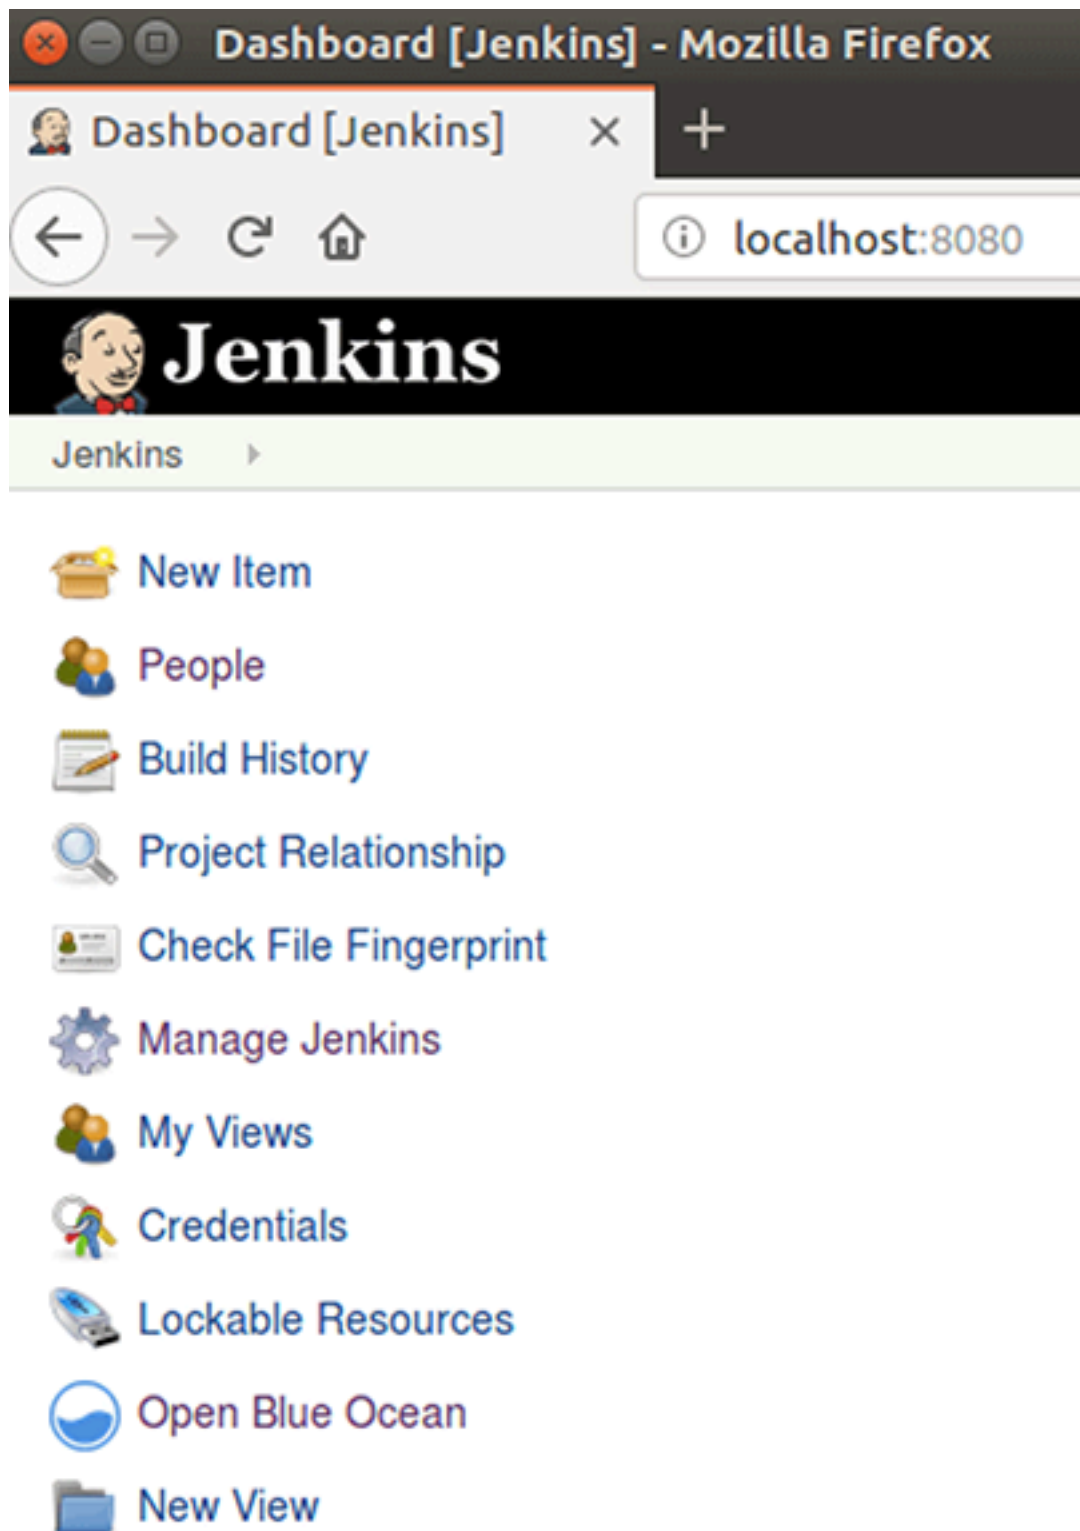 Dashboard [Jenkins] - Mozilla Firefox
Dashboard [Jenkins]
localhost:8080
Jenkins
Jenkins
New Item
People
Build History
Project Relationship
Check File Fingerprint
Manage Jenkins
My Views
Credentials
Lockable Resources
Open Blue Ocean
New View